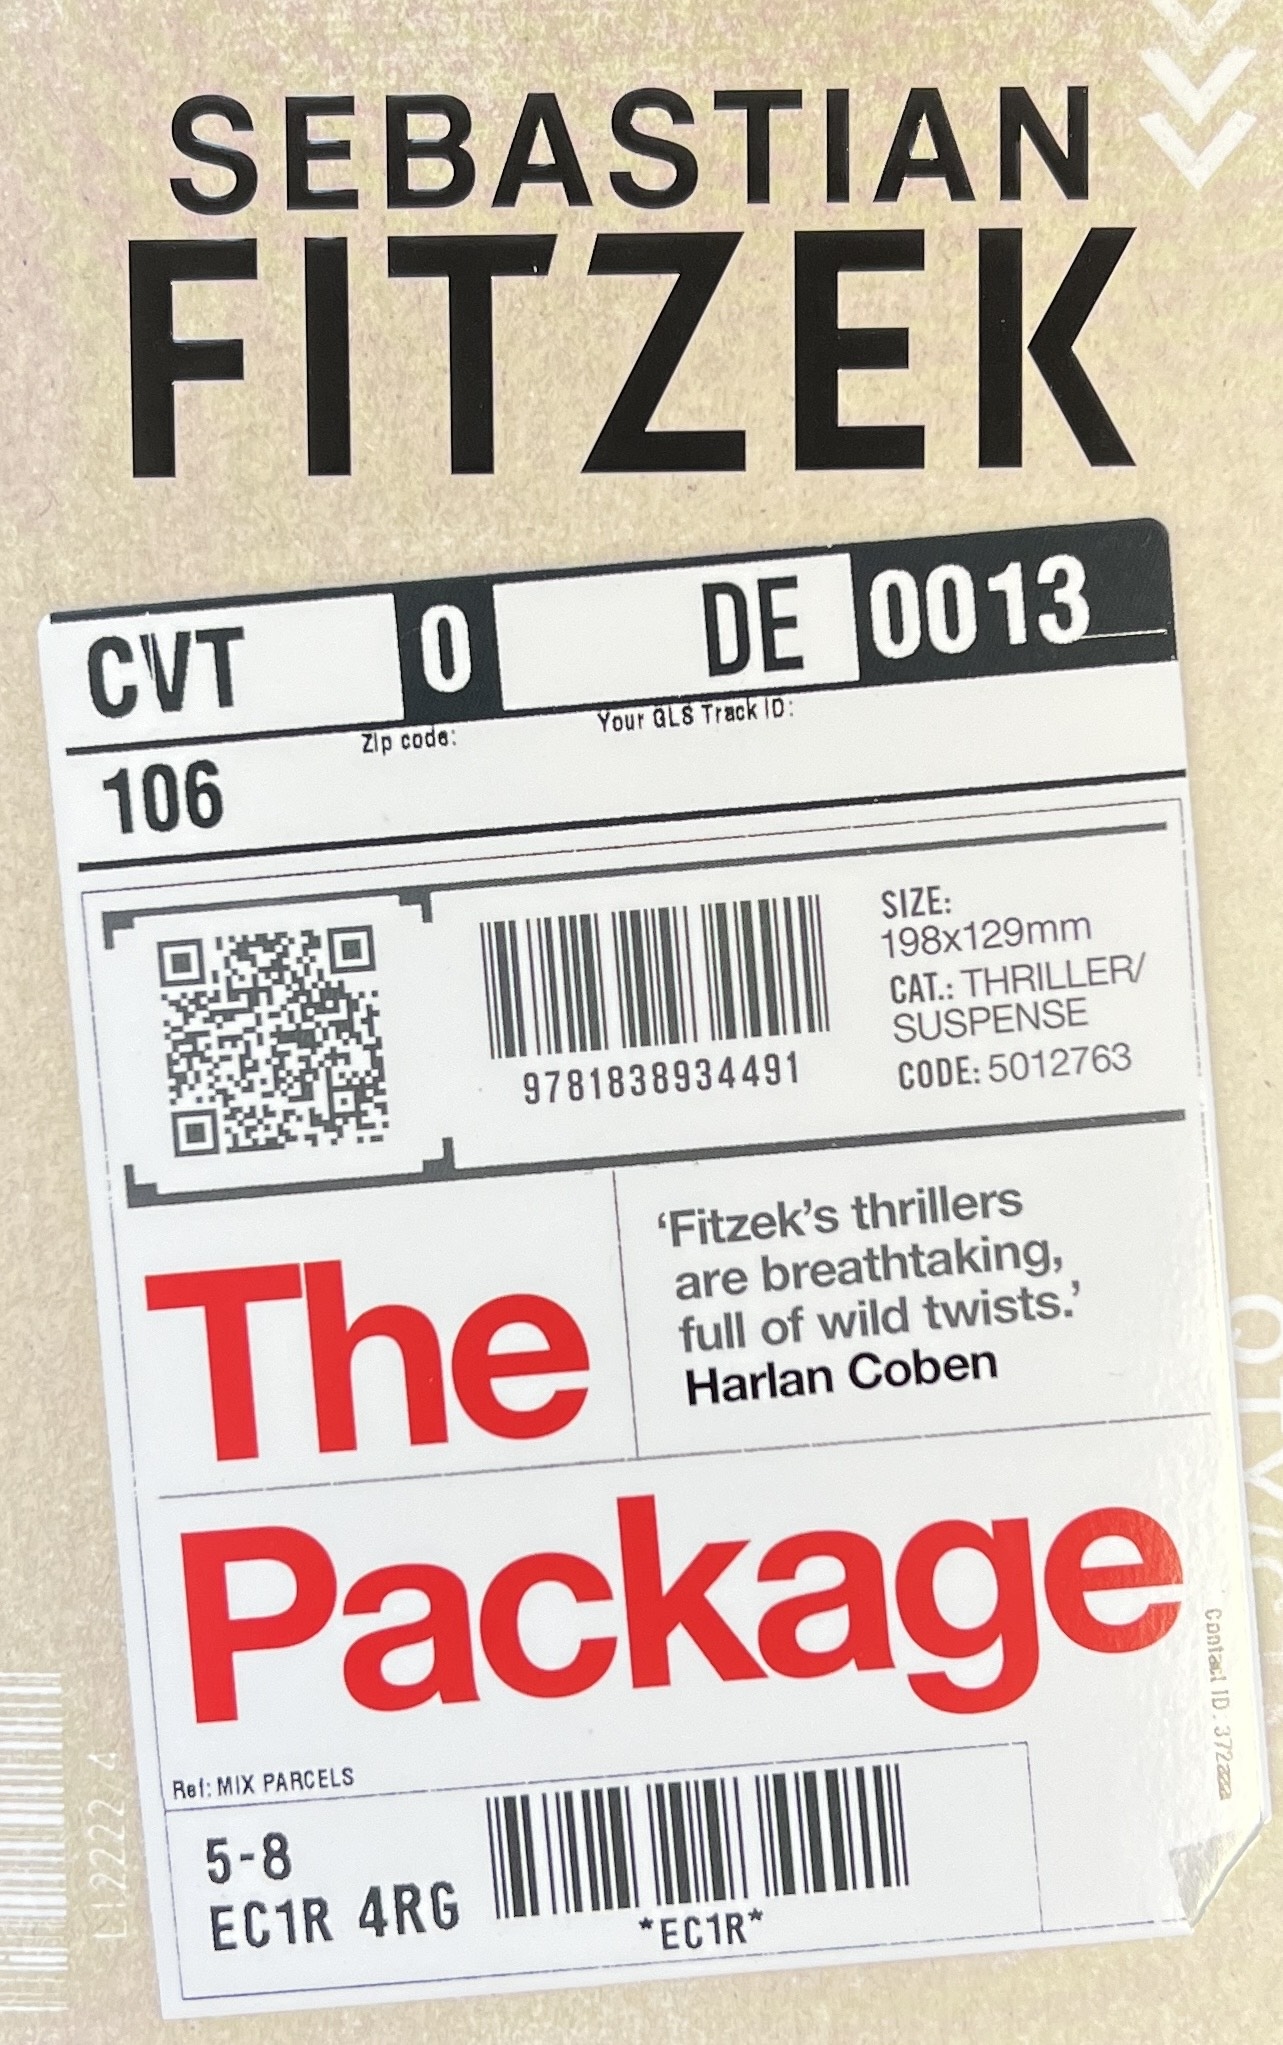 SEBASTIAN
FITZEK
CVT 0 DE 0013
Zip code: Your GLS Track ID:
106
SIZE:
198x129mm
CAT.: THRILLER/
SUSPENSE
CODE: 5012763
9781838934491
The
‘Fitzek’s thrillers
are breathtaking,
full of wild twists.’
Harlan Coben
Package
Contact ID:
Ref: MIX PARCELS
5-8
EC1R 4RG
*EC1R*